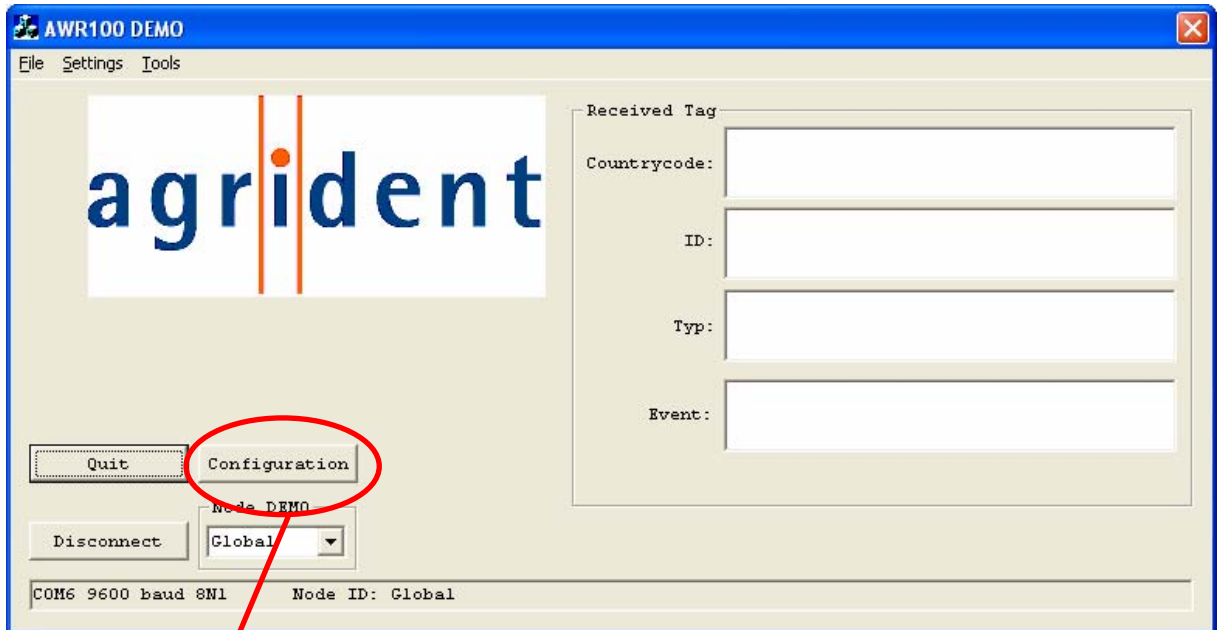 AWR100 DEMO
File Settings Tools
agrident
Received Tag
Countrycode:
ID:
Typ:
Event:
Quit Configuration
Node DEMO
Disconnect Global
COM6 9600 baud 8N1 Node ID: Global